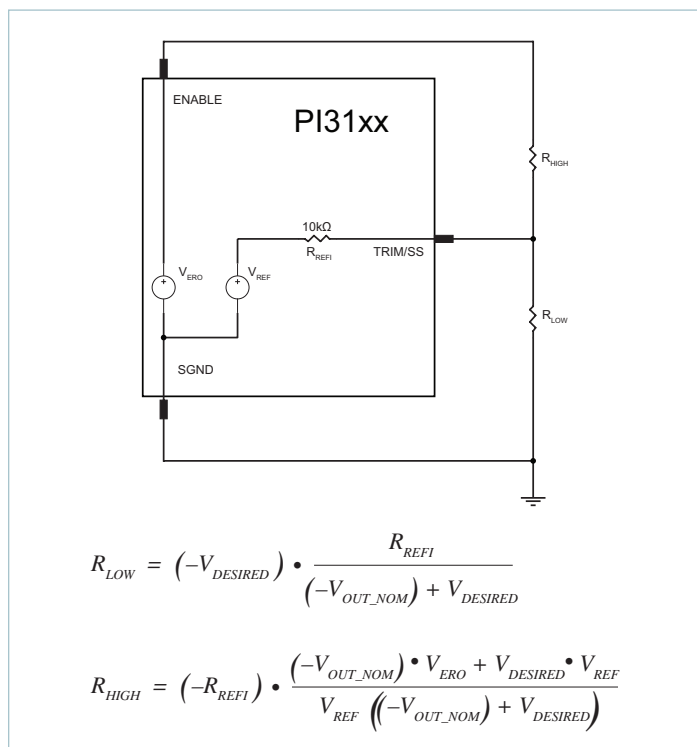 ENABLE
PI31xx
R_HIGH
10kΩ
R_REFI
TRIM/SS
V_ERO
+
V_REF
+
R_LOW
SGND
R_LOW = (–V_DESIRED) • R_REFI / ((–V_OUT_NOM) + V_DESIRED)
R_HIGH = (–R_REFI) • ((–V_OUT_NOM) • V_ERO + V_DESIRED • V_REF) / (V_REF ((–V_OUT_NOM) + V_DESIRED))